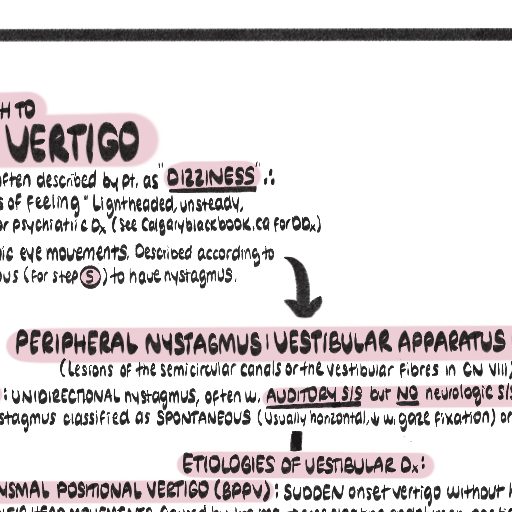 H TO
VERTIGO
often described by pt. as "DIZZINESS" ∴
s of feeling "Lightheaded, unsteady,
or psychiatric Dx (see Calgaryblackbook.ca for DDx)
ic eye movements. Described according to
ous (for step 5) to have nystagmus.
PERIPHERAL NYSTAGMUS: VESTIBULAR APPARATUS
(Lesions of the semicircular canals or the vestibular fibres in CN VIII)
: UNIDIRECTIONAL nystagmus, often w. AUDITORY S/S but NO neurologic S/S
stagmus classified as SPONTANEOUS (usually horizontal, ↓ w. gaze fixation) or
ETIOLOGIES OF VESTIBULAR Dx:
YSMAL POSITIONAL VERTIGO (BPPV): SUDDEN onset vertigo without h